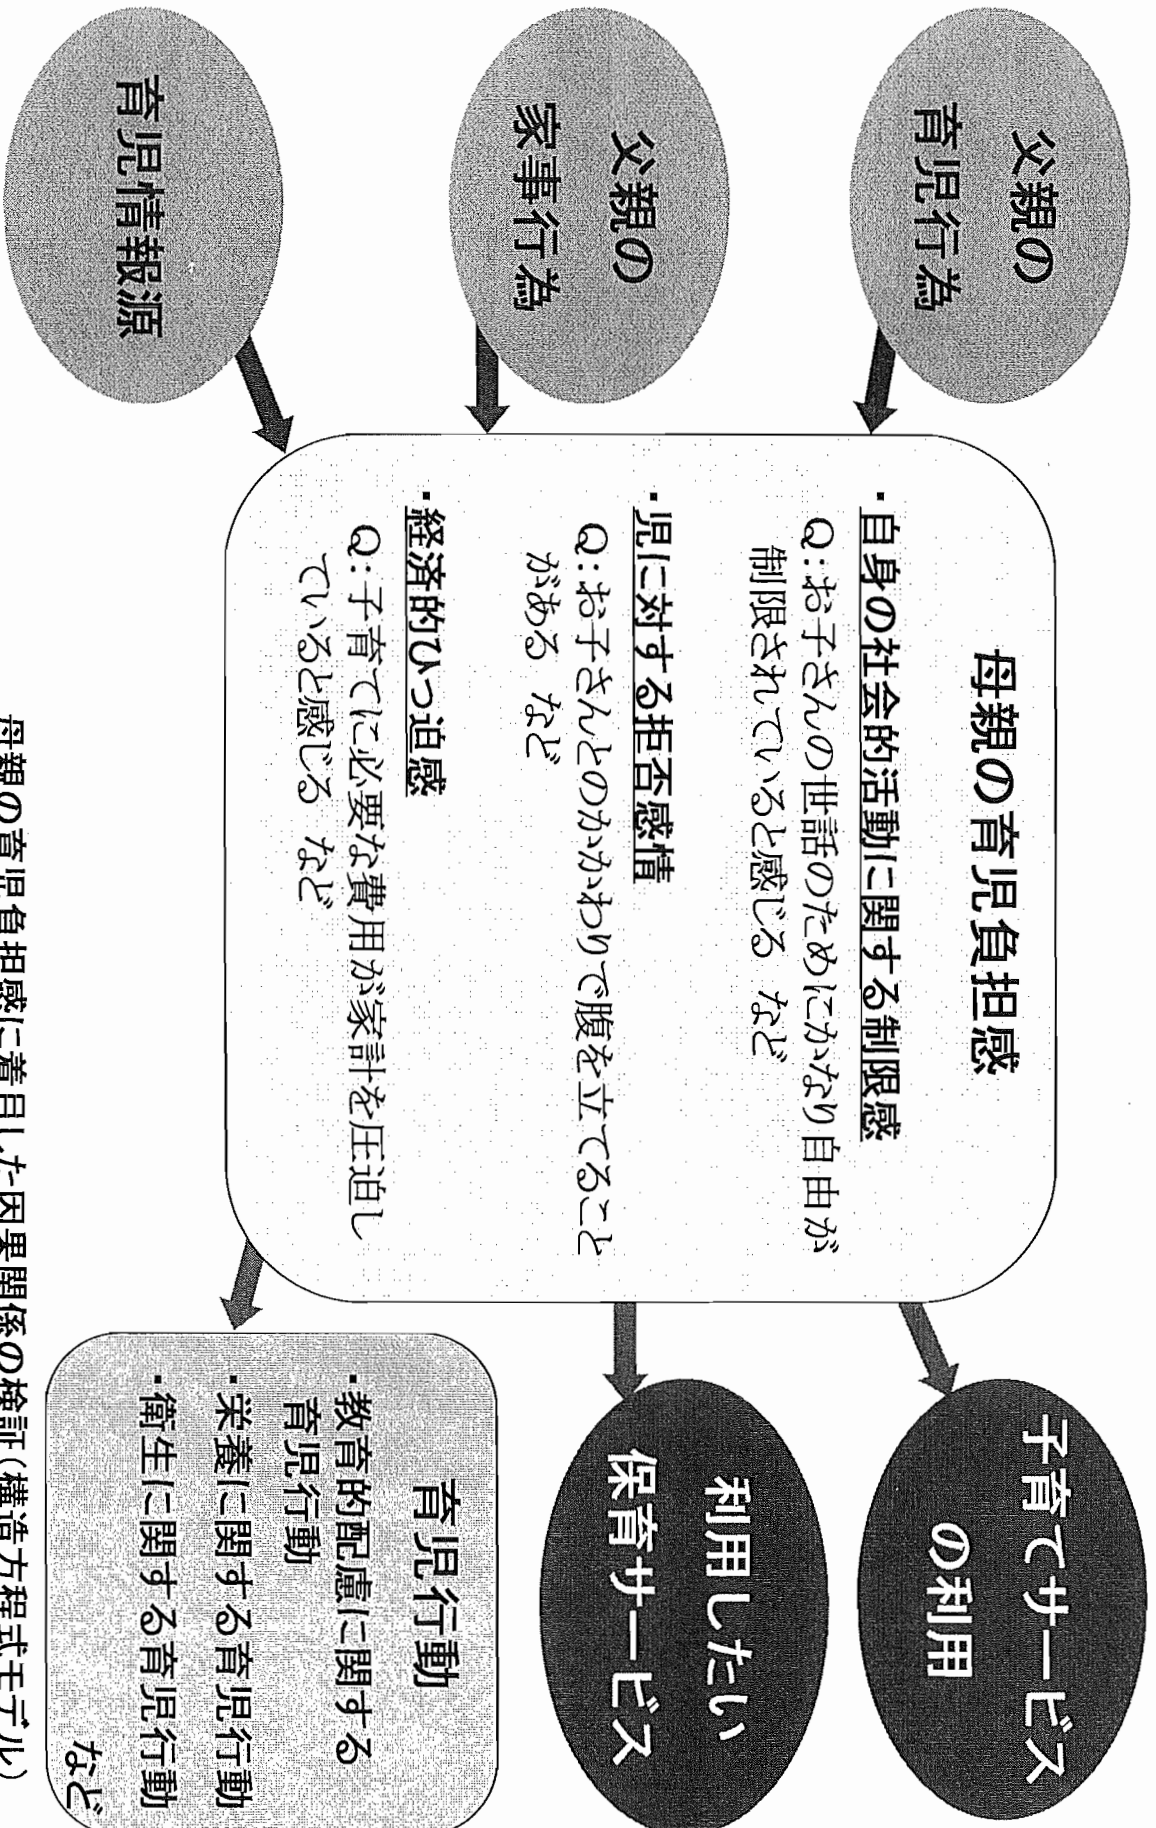 父親の
育児行為
父親の
家事行為
育児情報源
母親の育児負担感
・自身の社会的活動に関する制限感
Q：お子さんの世話のためにかなり自由が
制限されていると感じる など
・児に対する拒否感情
Q：お子さんとのかかわりで腹を立てること
がある など
・経済的ひっ迫感
Q：子育てに必要な費用が家計を圧迫し
ていると感じる など
子育てサービス
の利用
利用したい
保育サービス
育児行動
・教育的配慮に関する
育児行動
・栄養に関する育児行動
・衛生に関する育児行動
など
母親の育児負担感に着目した因果関係の検証（構造方程式モデル）